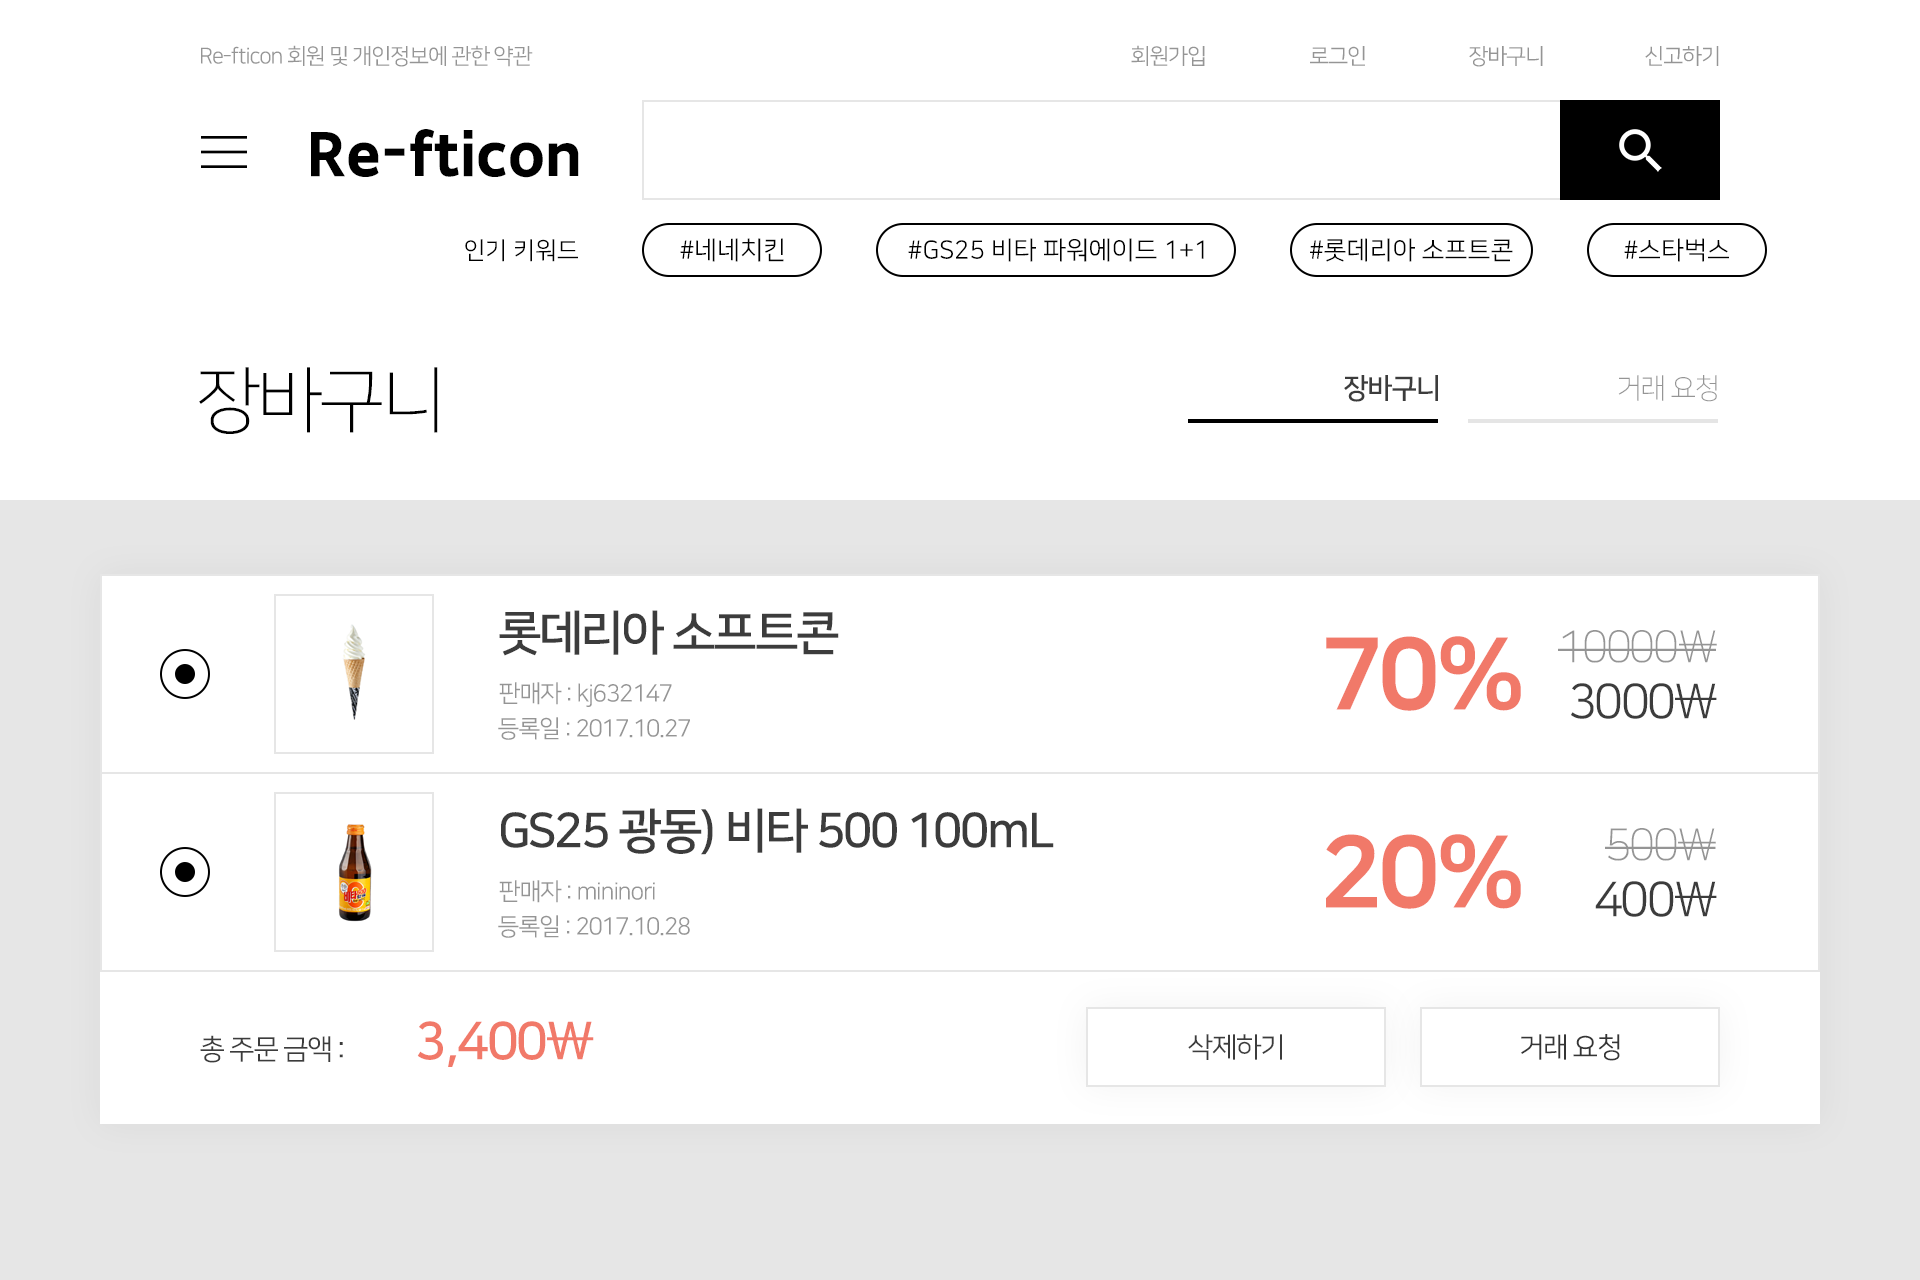 Re-fticon 회원 및 개인정보에 관한 약관
회원가입
로그인
장바구니
신고하기
Re-fticon
인기 키워드
#네네치킨
#GS25 비타 파워에이드 1+1
#롯데리아 소프트콘
#스타벅스
장바구니
장바구니
거래 요청
롯데리아 소프트콘
판매자 : kj632147
등록일 : 2017.10.27
70%
10000₩
3000₩
GS25 광동) 비타 500 100mL
판매자 : mininori
등록일 : 2017.10.28
20%
500₩
400₩
총 주문 금액 :
3,400₩
삭제하기
거래 요청